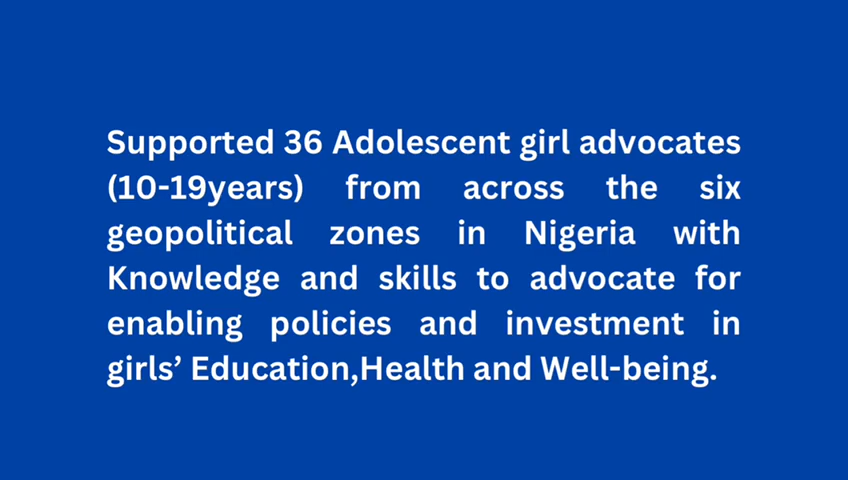 Supported 36 Adolescent girl advocates
(10-19years) from across the six
geopolitical zones in Nigeria with
Knowledge and skills to advocate for
enabling policies and investment in
girls’ Education,Health and Well-being.